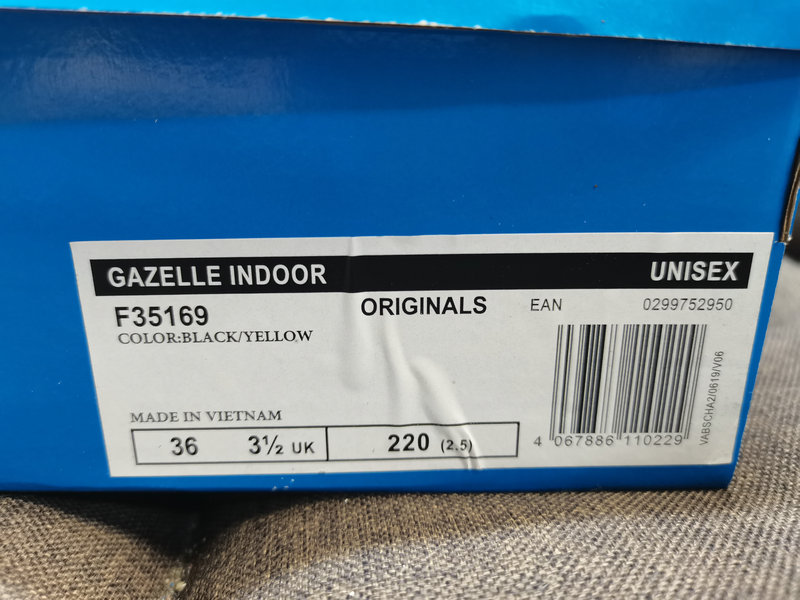 GAZELLE INDOOR UNISEX
F35169 ORIGINALS EAN 0299752950
COLOR:BLACK/YELLOW
MADE IN VIETNAM
36 3½ UK 220 (2.5)
4 067886 110229
VABSCHA2/0619/V06